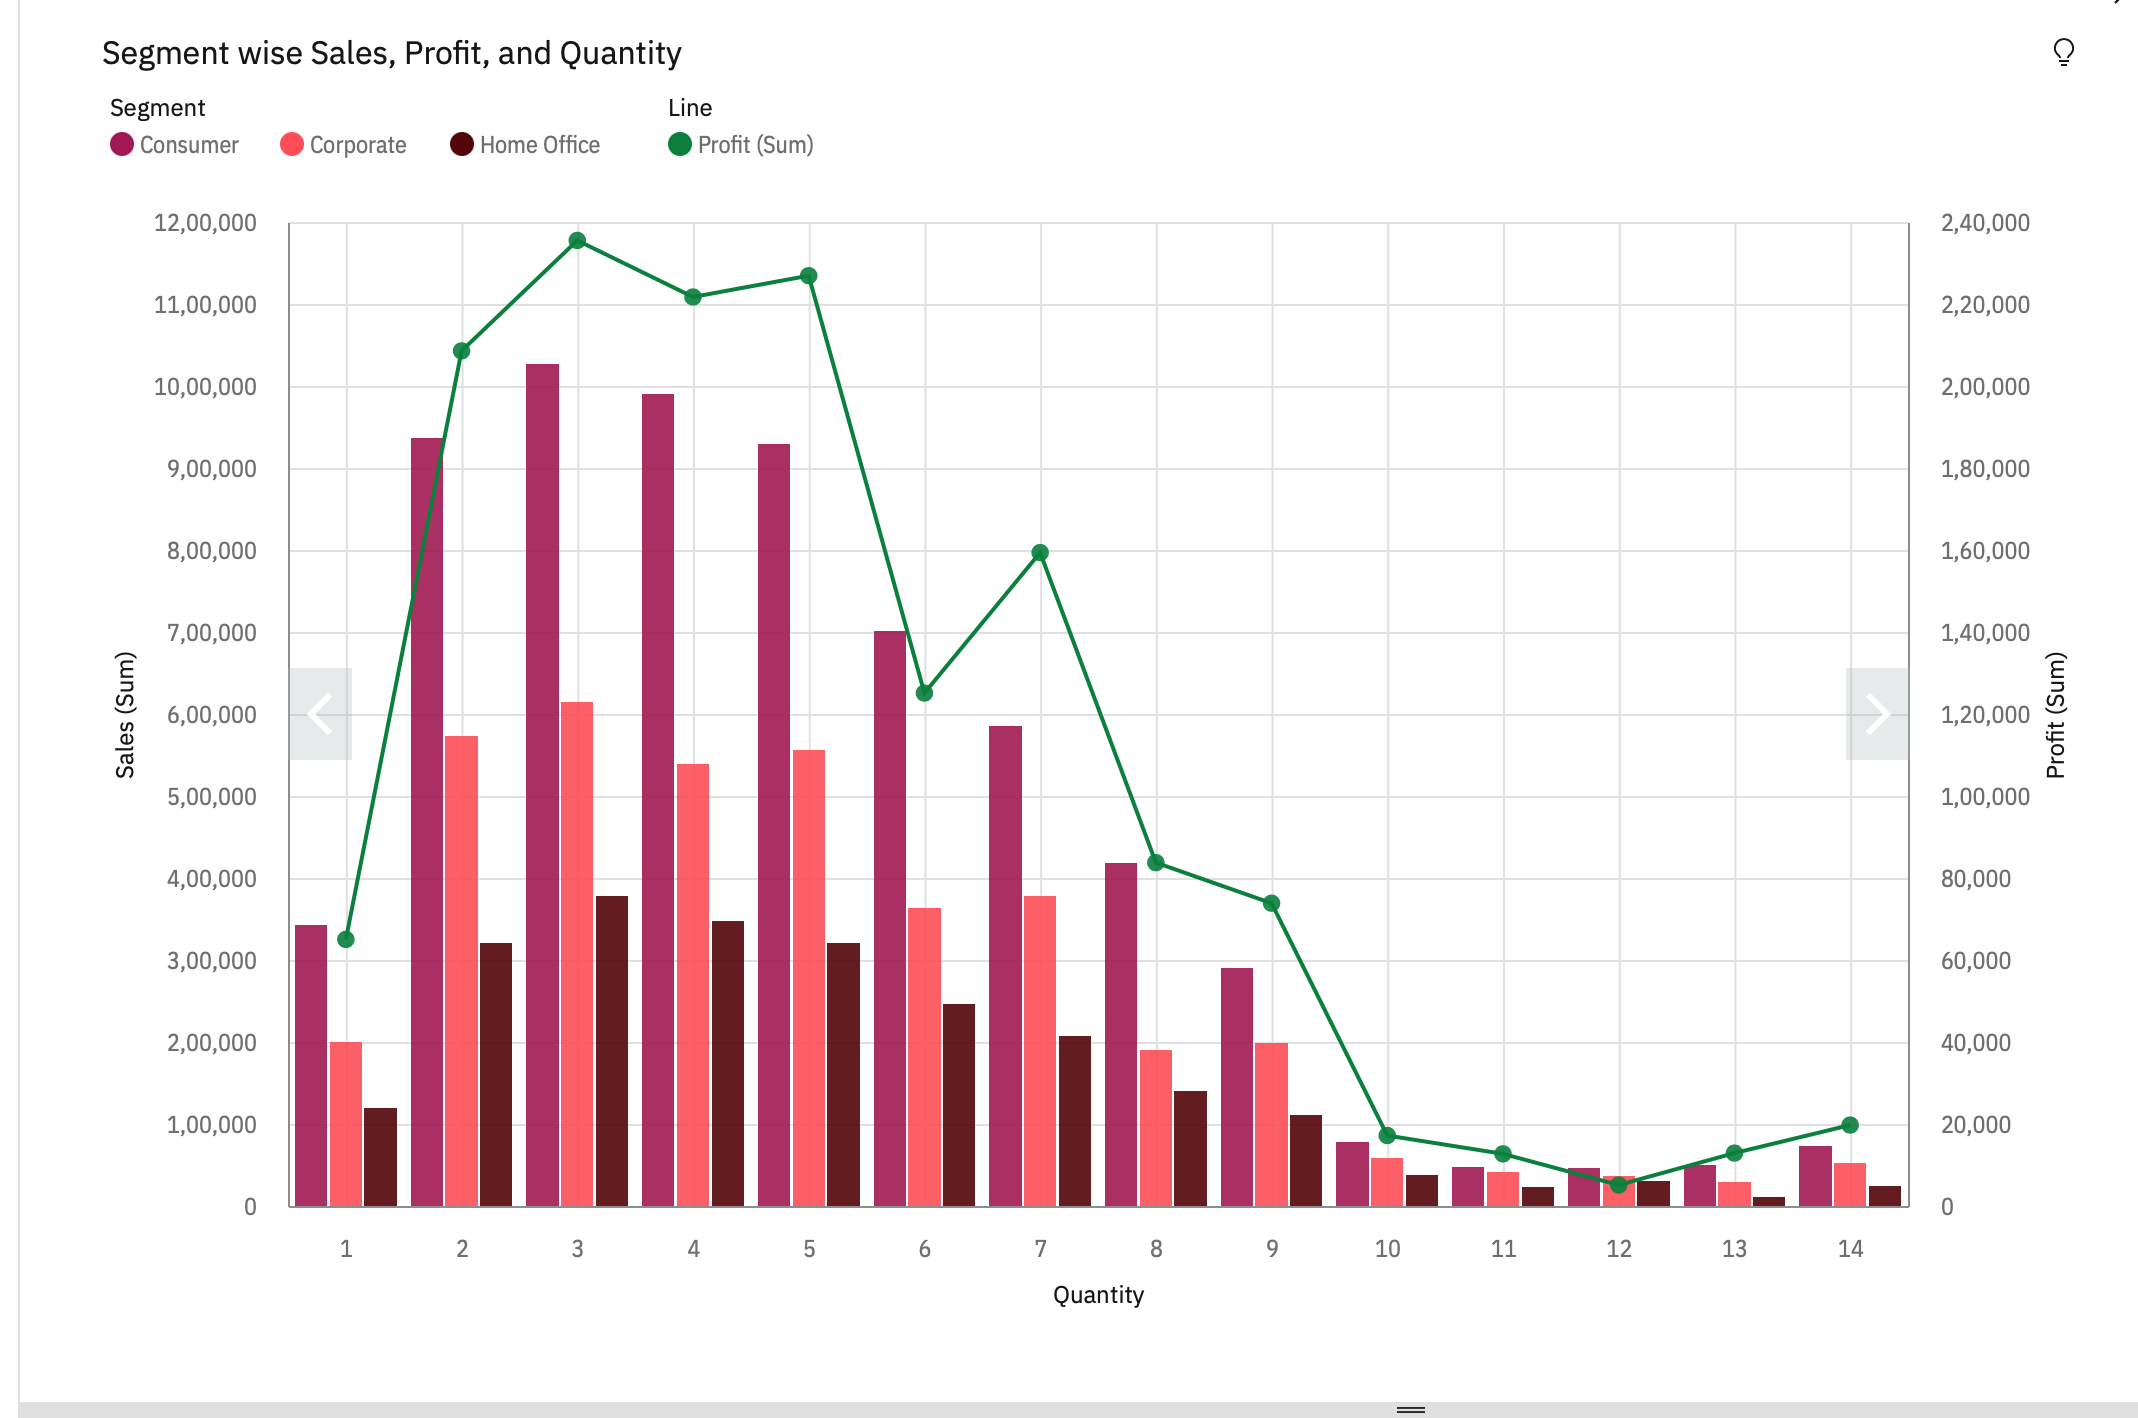 Segment wise Sales, Profit, and Quantity
Segment
Consumer Corporate Home Office
Line
Profit (Sum)
Sales (Sum)
12,00,000
11,00,000
10,00,000
9,00,000
8,00,000
7,00,000
6,00,000
5,00,000
4,00,000
3,00,000
2,00,000
1,00,000
0
2,40,000
2,20,000
2,00,000
1,80,000
1,60,000
1,40,000
1,20,000
1,00,000
80,000
60,000
40,000
20,000
0
Profit (Sum)
1 2 3 4 5 6 7 8 9 10 11 12 13 14
Quantity